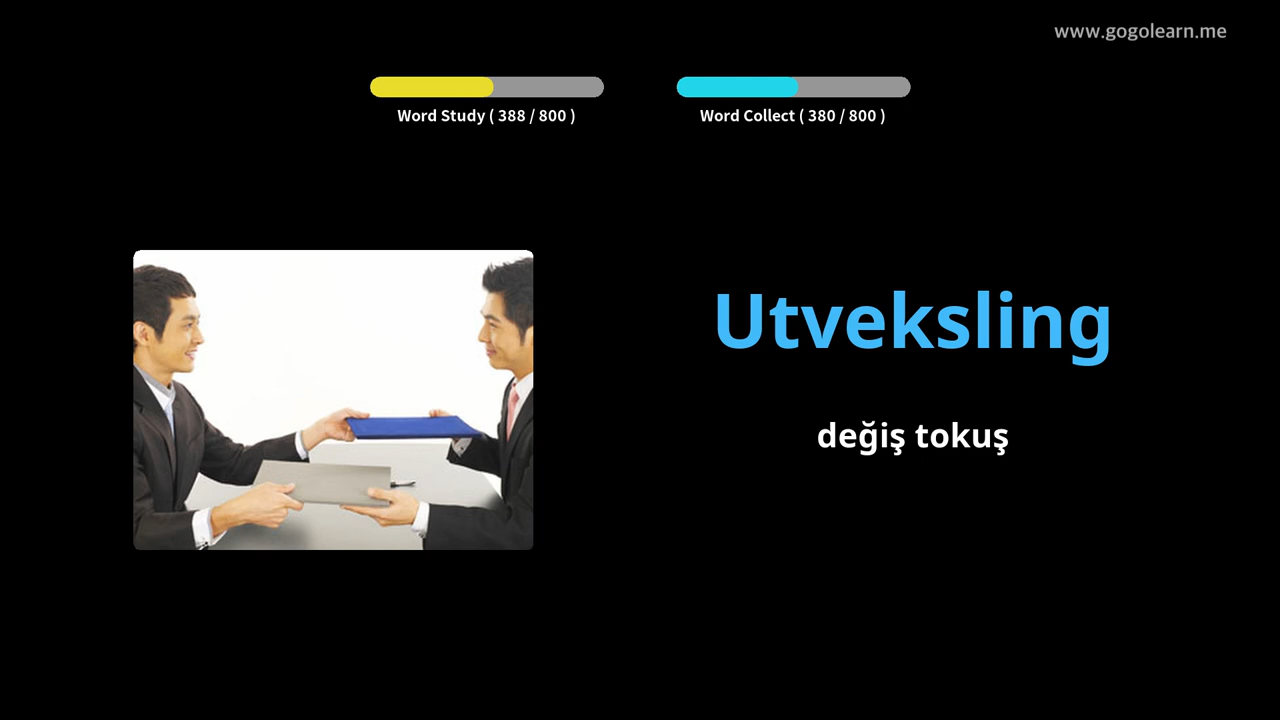 www.gogolearn.me
Word Study ( 388 / 800 )
Word Collect ( 380 / 800 )
Utveksling
değiş tokuş